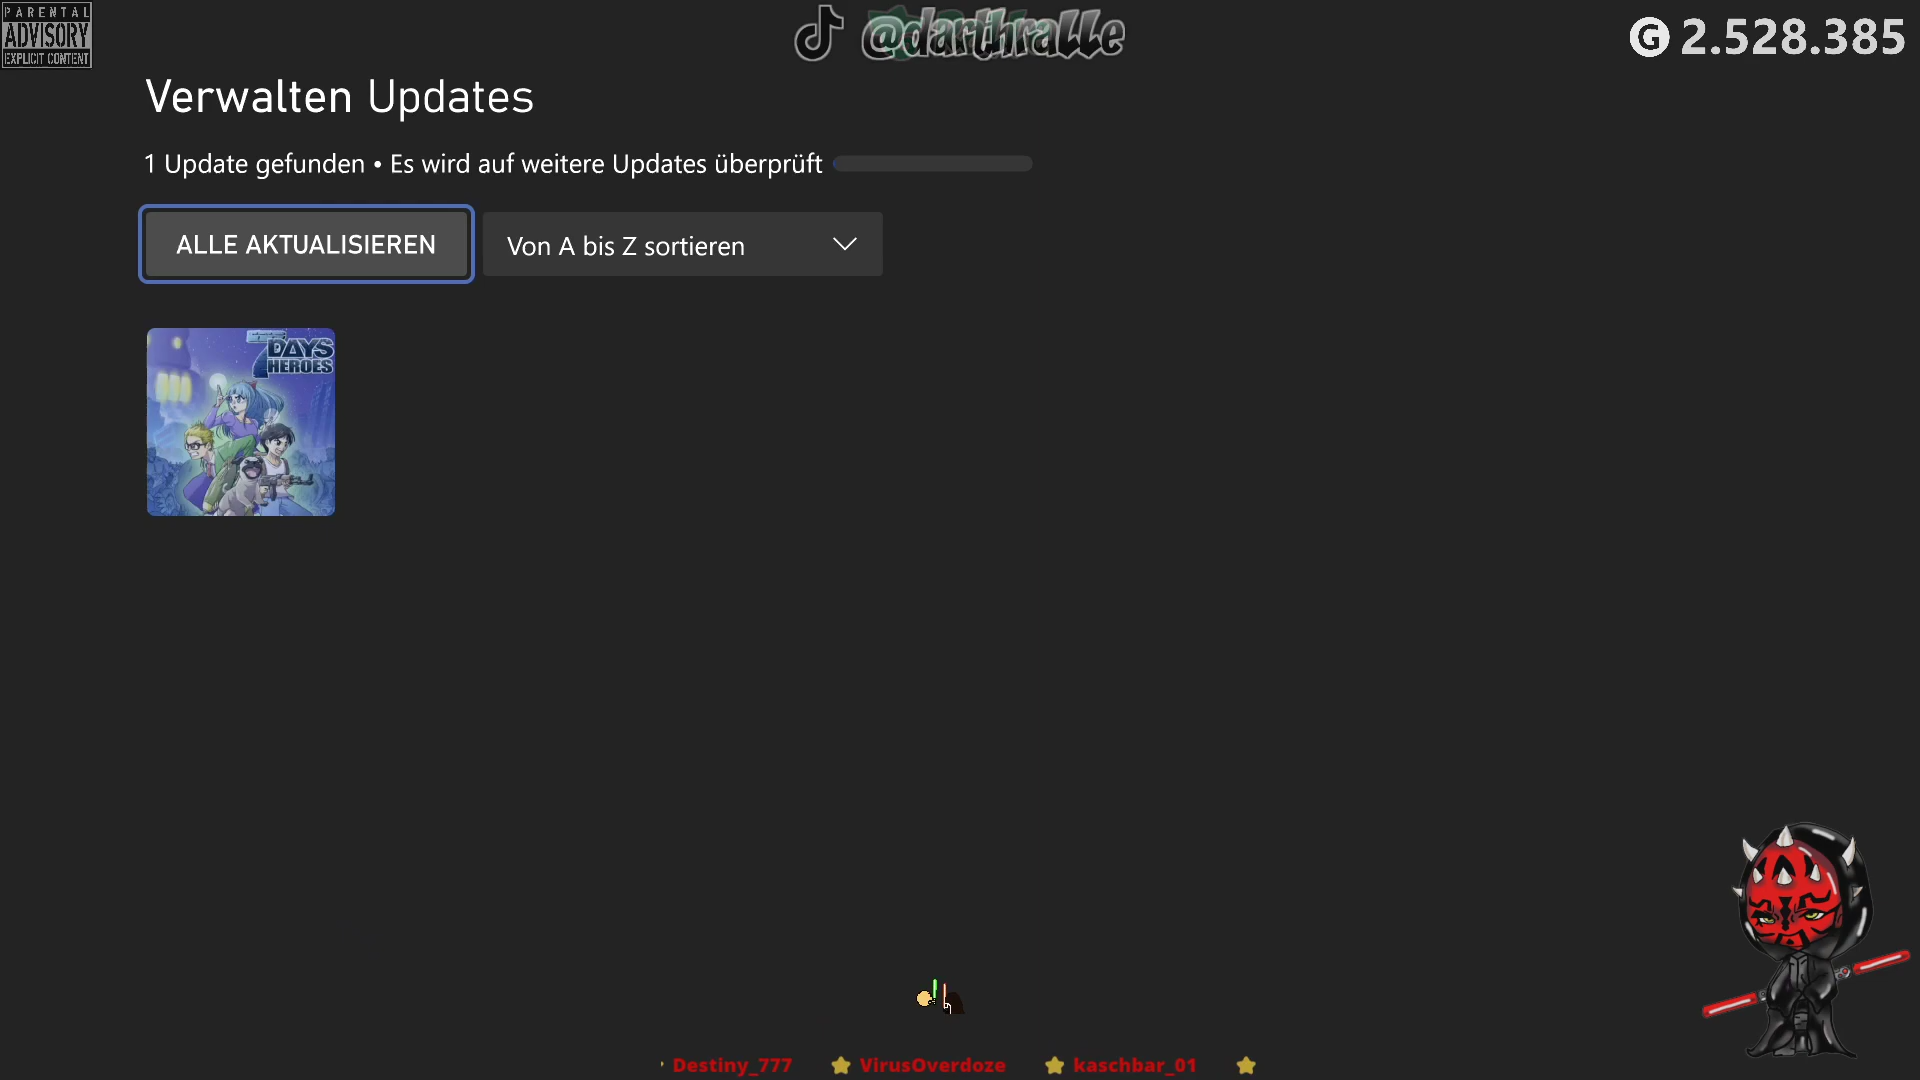 PARENTAL
ADVISORY
EXPLICIT CONTENT
@darthralle
G 2.528.385
Verwalten Updates
1 Update gefunden • Es wird auf weitere Updates überprüft
ALLE AKTUALISIEREN
Von A bis Z sortieren
7 DAYS
HEROES
Destiny_777
VirusOverdoze
kaschbar_01